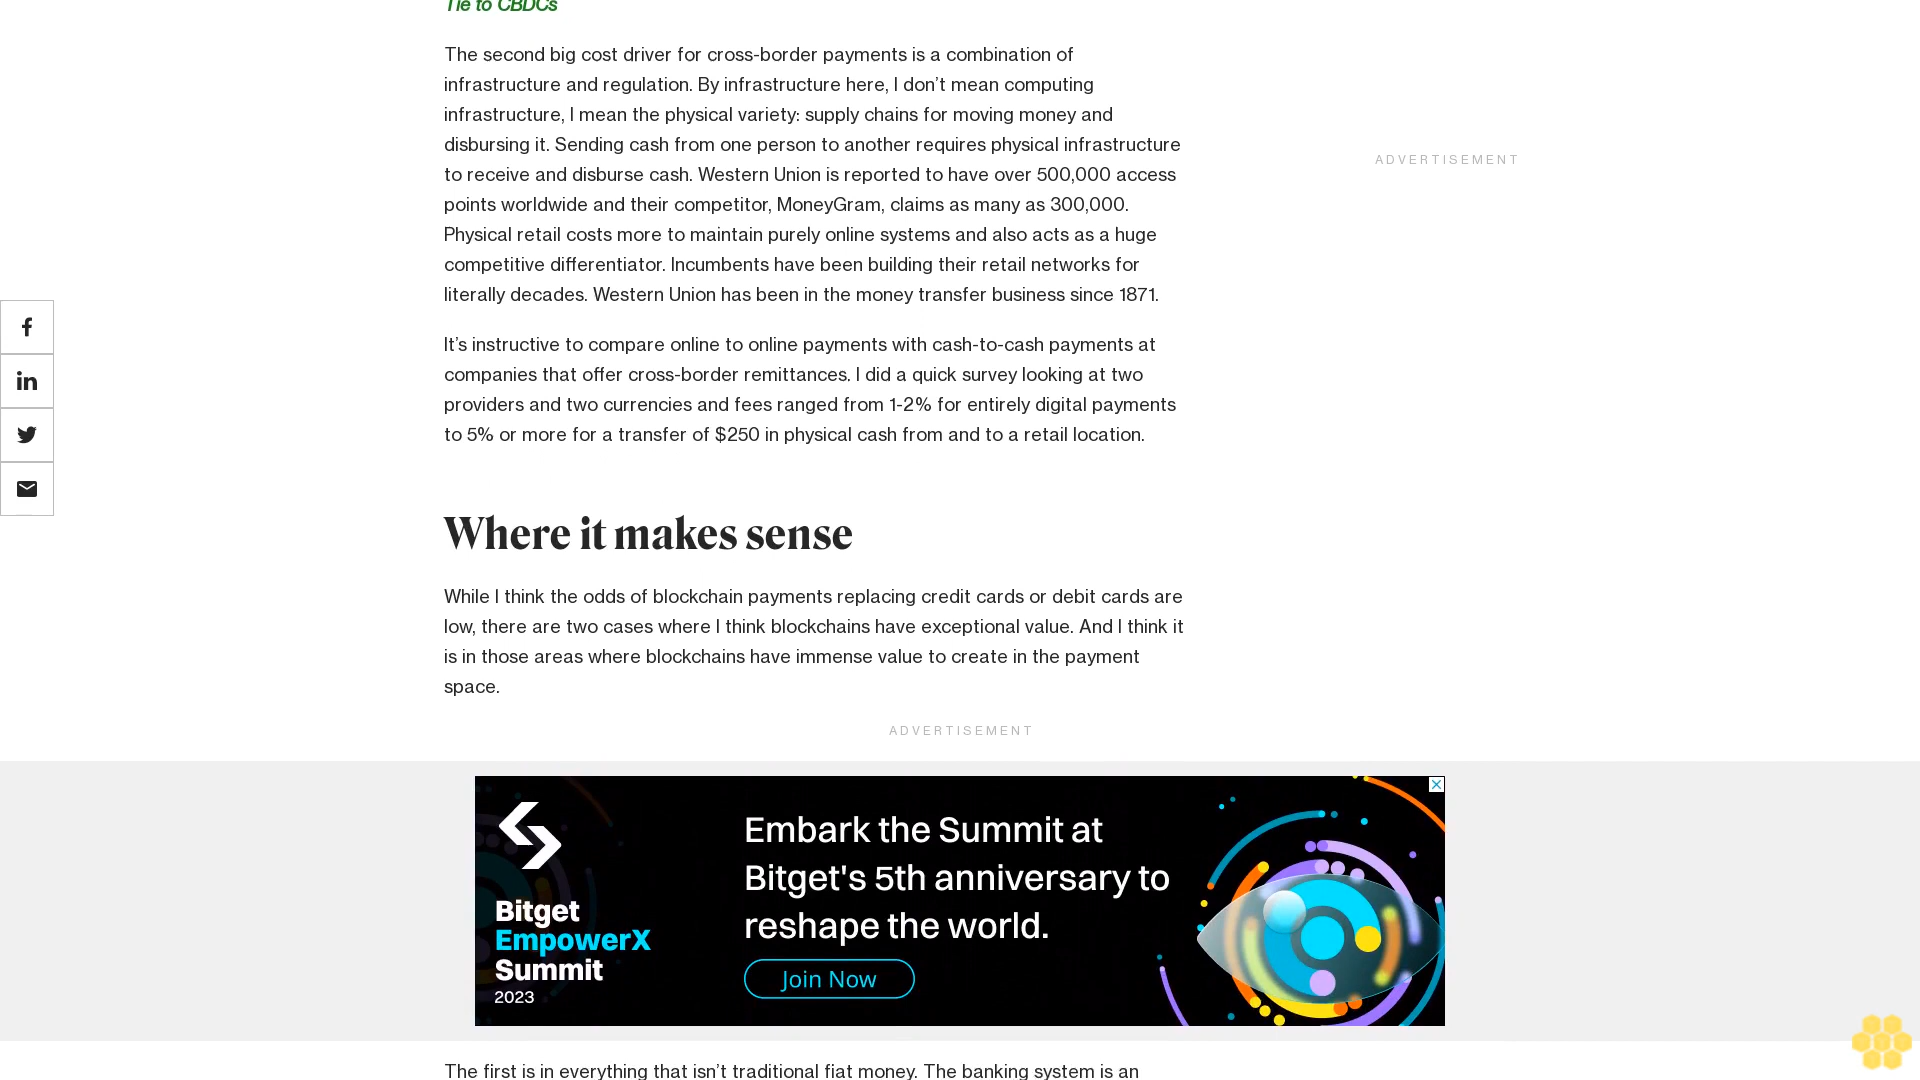 Tie to CBDCs
The second big cost driver for cross-border payments is a combination of
infrastructure and regulation. By infrastructure here, I don’t mean computing
infrastructure, I mean the physical variety: supply chains for moving money and
disbursing it. Sending cash from one person to another requires physical infrastructure
to receive and disburse cash. Western Union is reported to have over 500,000 access
points worldwide and their competitor, MoneyGram, claims as many as 300,000.
Physical retail costs more to maintain purely online systems and also acts as a huge
competitive differentiator. Incumbents have been building their retail networks for
literally decades. Western Union has been in the money transfer business since 1871.
ADVERTISEMENT
It’s instructive to compare online to online payments with cash-to-cash payments at
companies that offer cross-border remittances. I did a quick survey looking at two
providers and two currencies and fees ranged from 1-2% for entirely digital payments
to 5% or more for a transfer of $250 in physical cash from and to a retail location.
Where it makes sense
While I think the odds of blockchain payments replacing credit cards or debit cards are
low, there are two cases where I think blockchains have exceptional value. And I think it
is in those areas where blockchains have immense value to create in the payment
space.
ADVERTISEMENT
Bitget
EmpowerX
Summit
2023
Embark the Summit at
Bitget's 5th anniversary to
reshape the world.
Join Now
The first is in everything that isn’t traditional fiat money. The banking system is an